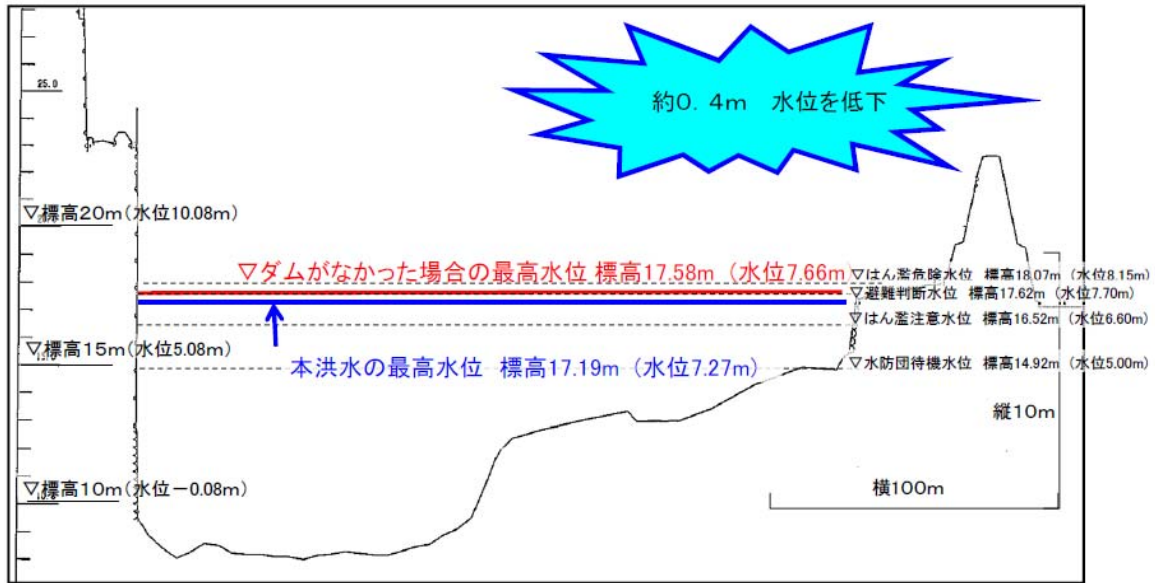 約0.4m 水位を低下
25.0
▽標高20m(水位10.08m)
▽ダムがなかった場合の最高水位 標高17.58m (水位7.66m
▽はん濫危険水位 標高18.07m (水位8.15m)
▽避難判断水位 標高17.62m (水位7.70m)
▽はん濫注意水位 標高16.52m (水位6.60m)
▽標高15m(水位5.08m)
本洪水の最高水位 標高17.19m (水位7.27m)
▽水防団待機水位 標高14.92m (水位5.00m)
縦10m
横100m
▽標高10m(水位-0.08m)